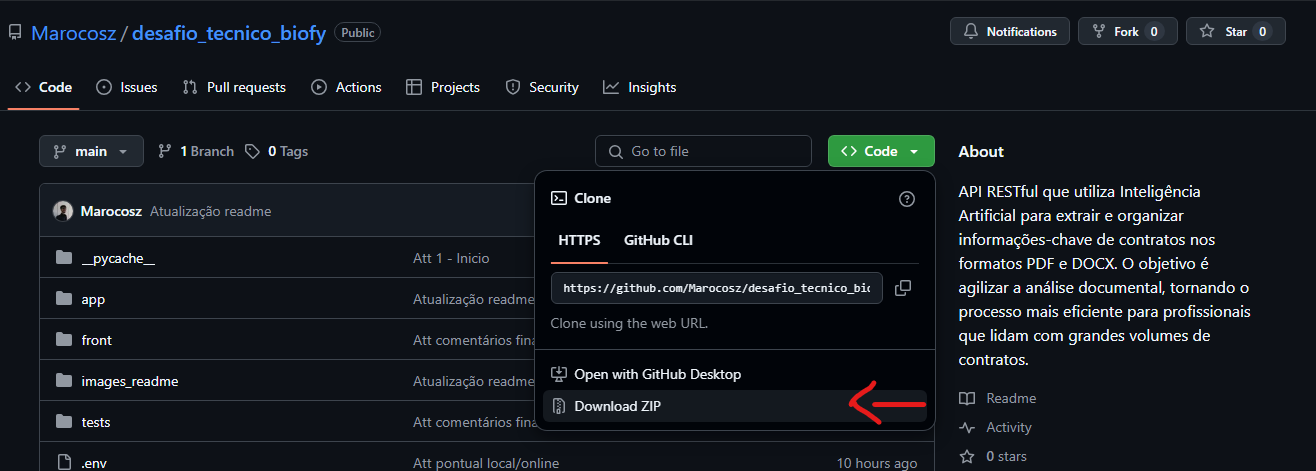 Marocosz / desafio_tecnico_biofy Public
Notifications Fork 0 Star 0
Code Issues Pull requests Actions Projects Security Insights
main 1 Branch 0 Tags Go to file Code
Marocosz Atualização readme
__pycache__ Att 1 - Inicio
app Atualização readme
front Att comentários fina
images_readme Atualização readme
tests Att comentários fina
.env Att pontual local/online 10 hours ago
Clone
HTTPS GitHub CLI
https://github.com/Marocosz/desafio_tecnico_bio
Clone using the web URL.
Open with GitHub Desktop
Download ZIP
About
API RESTful que utiliza Inteligência
Artificial para extrair e organizar
informações-chave de contratos nos
formatos PDF e DOCX. O objetivo é
agilizar a análise documental, tornando o
processo mais eficiente para profissionais
que lidam com grandes volumes de
contratos.
Readme
Activity
0 stars